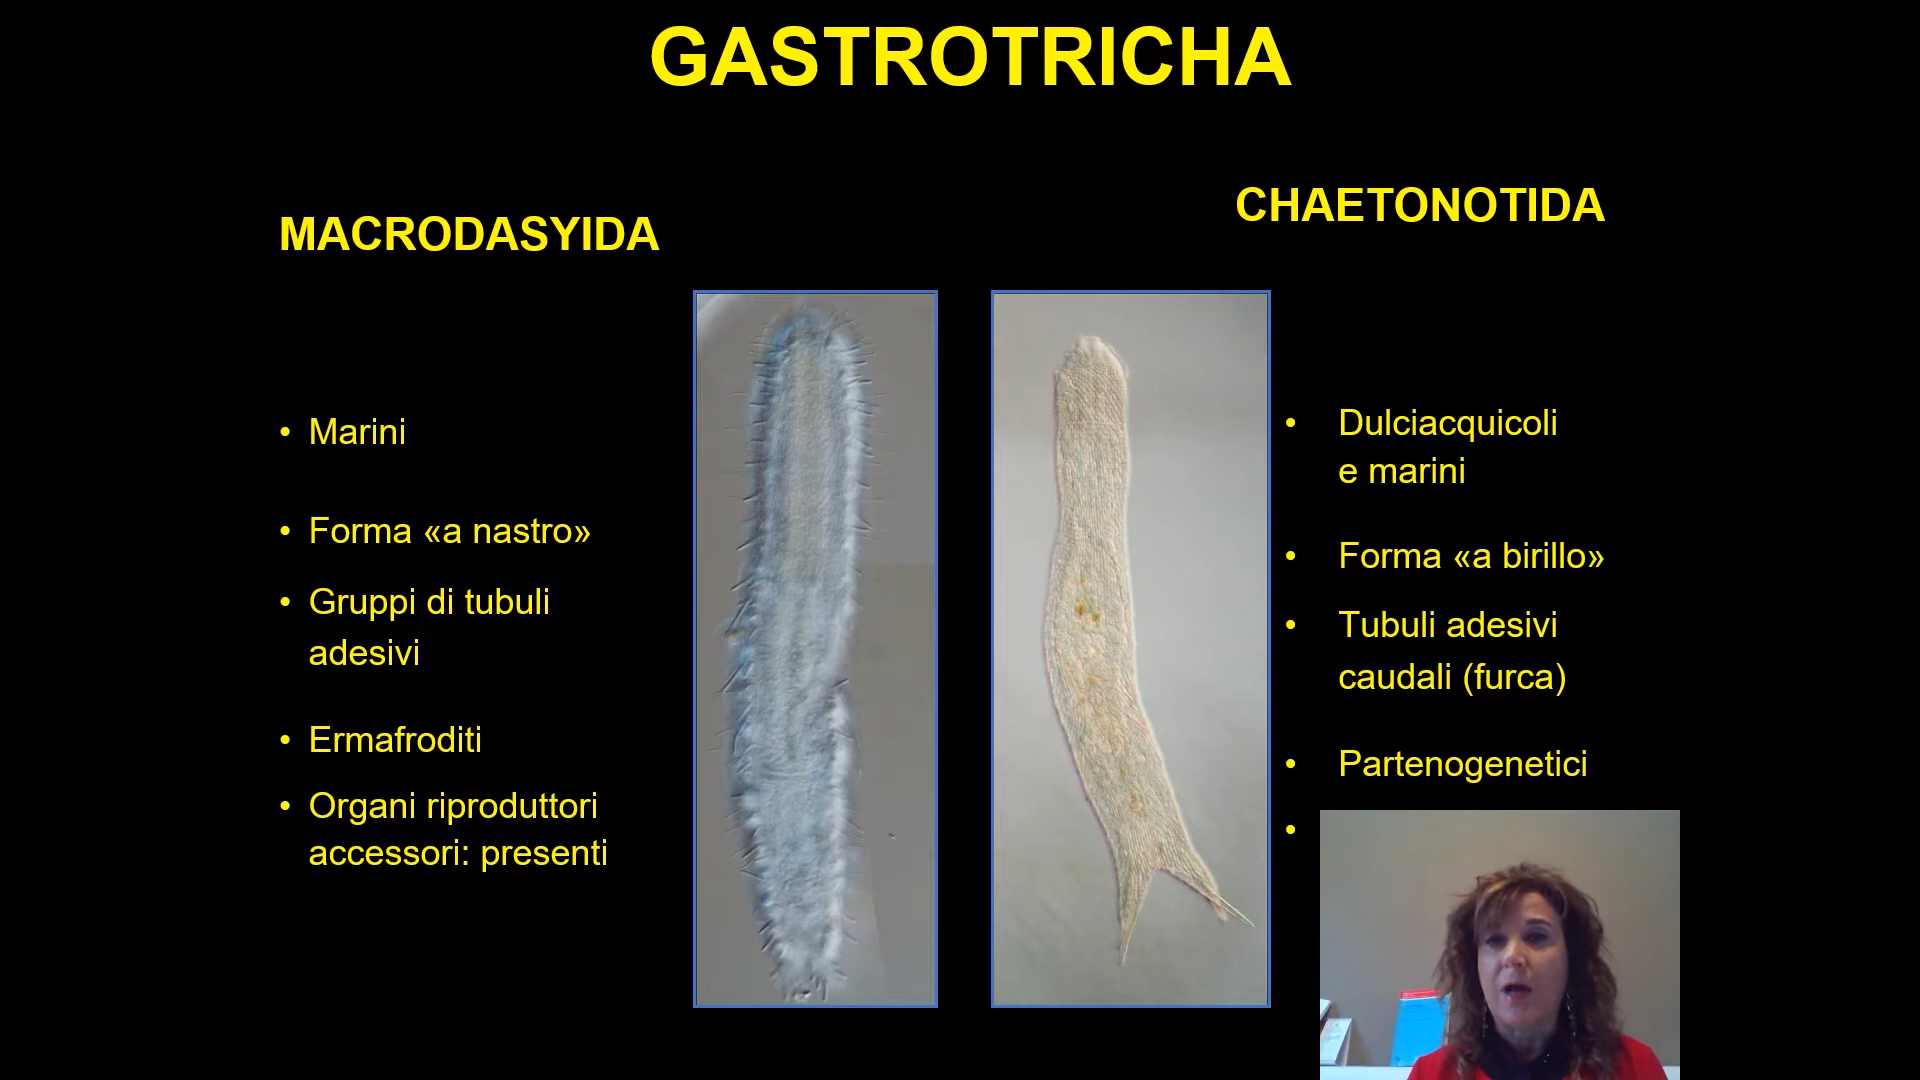 GASTROTRICHA
MACRODASYIDA
• Marini
• Forma «a nastro»
• Gruppi di tubuli
adesivi
• Ermafroditi
• Organi riproduttori
accessori: presenti
CHAETONOTIDA
• Dulciacquicoli
e marini
• Forma «a birillo»
• Tubuli adesivi
caudali (furca)
• Partenogenetici
•